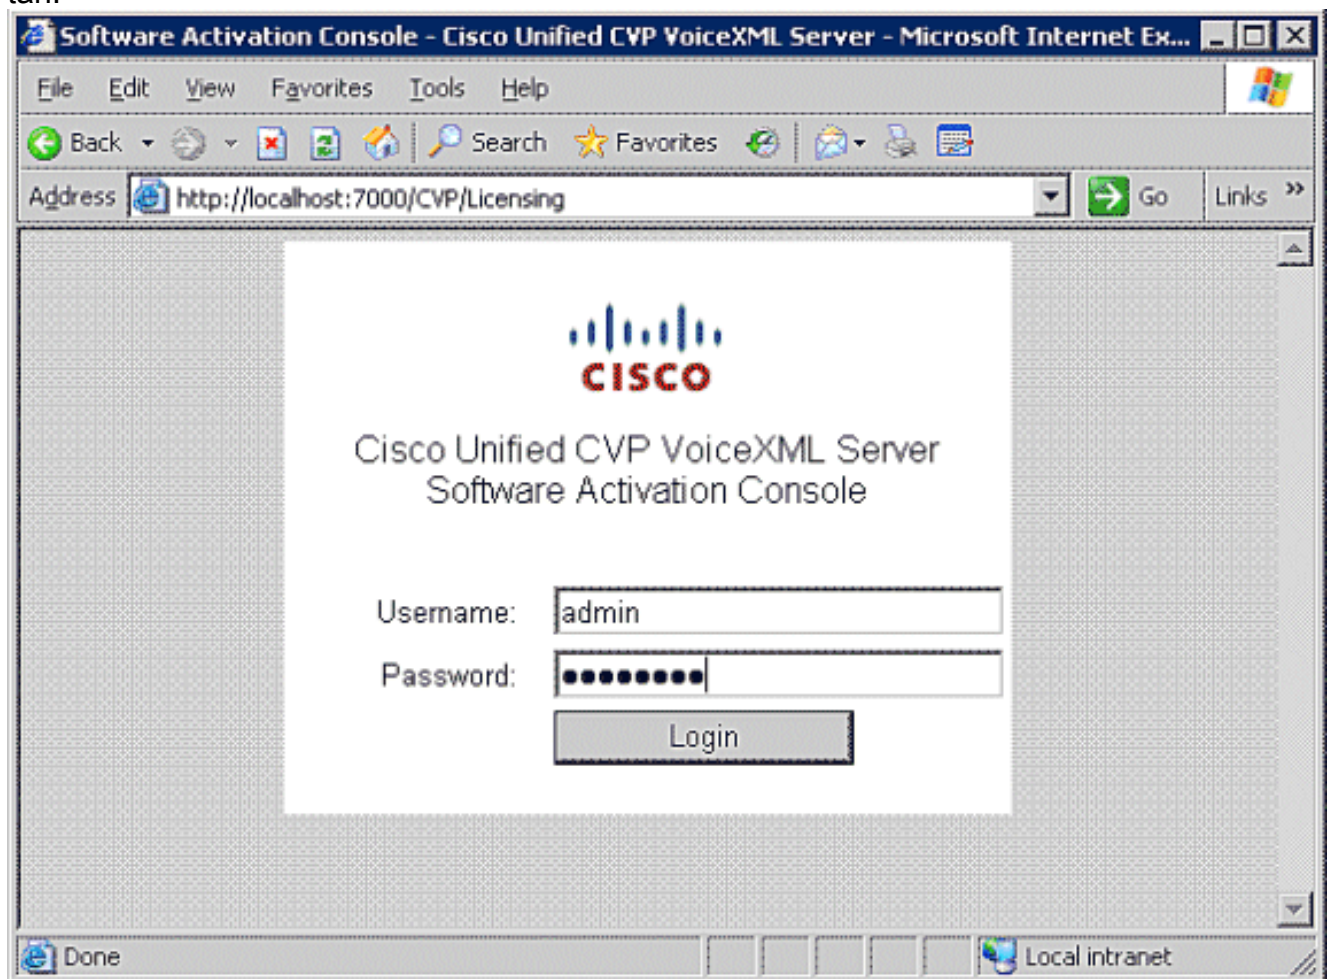 Software Activation Console - Cisco Unified CVP VoiceXML Server - Microsoft Internet Ex...
File Edit View Favorites Tools Help
Back Search Favorites
Address http://localhost:7000/CVP/Licensing Go Links »
CISCO
Cisco Unified CVP VoiceXML Server
Software Activation Console
Username: admin
Password: ●●●●●●●●
Login
Done Local intranet